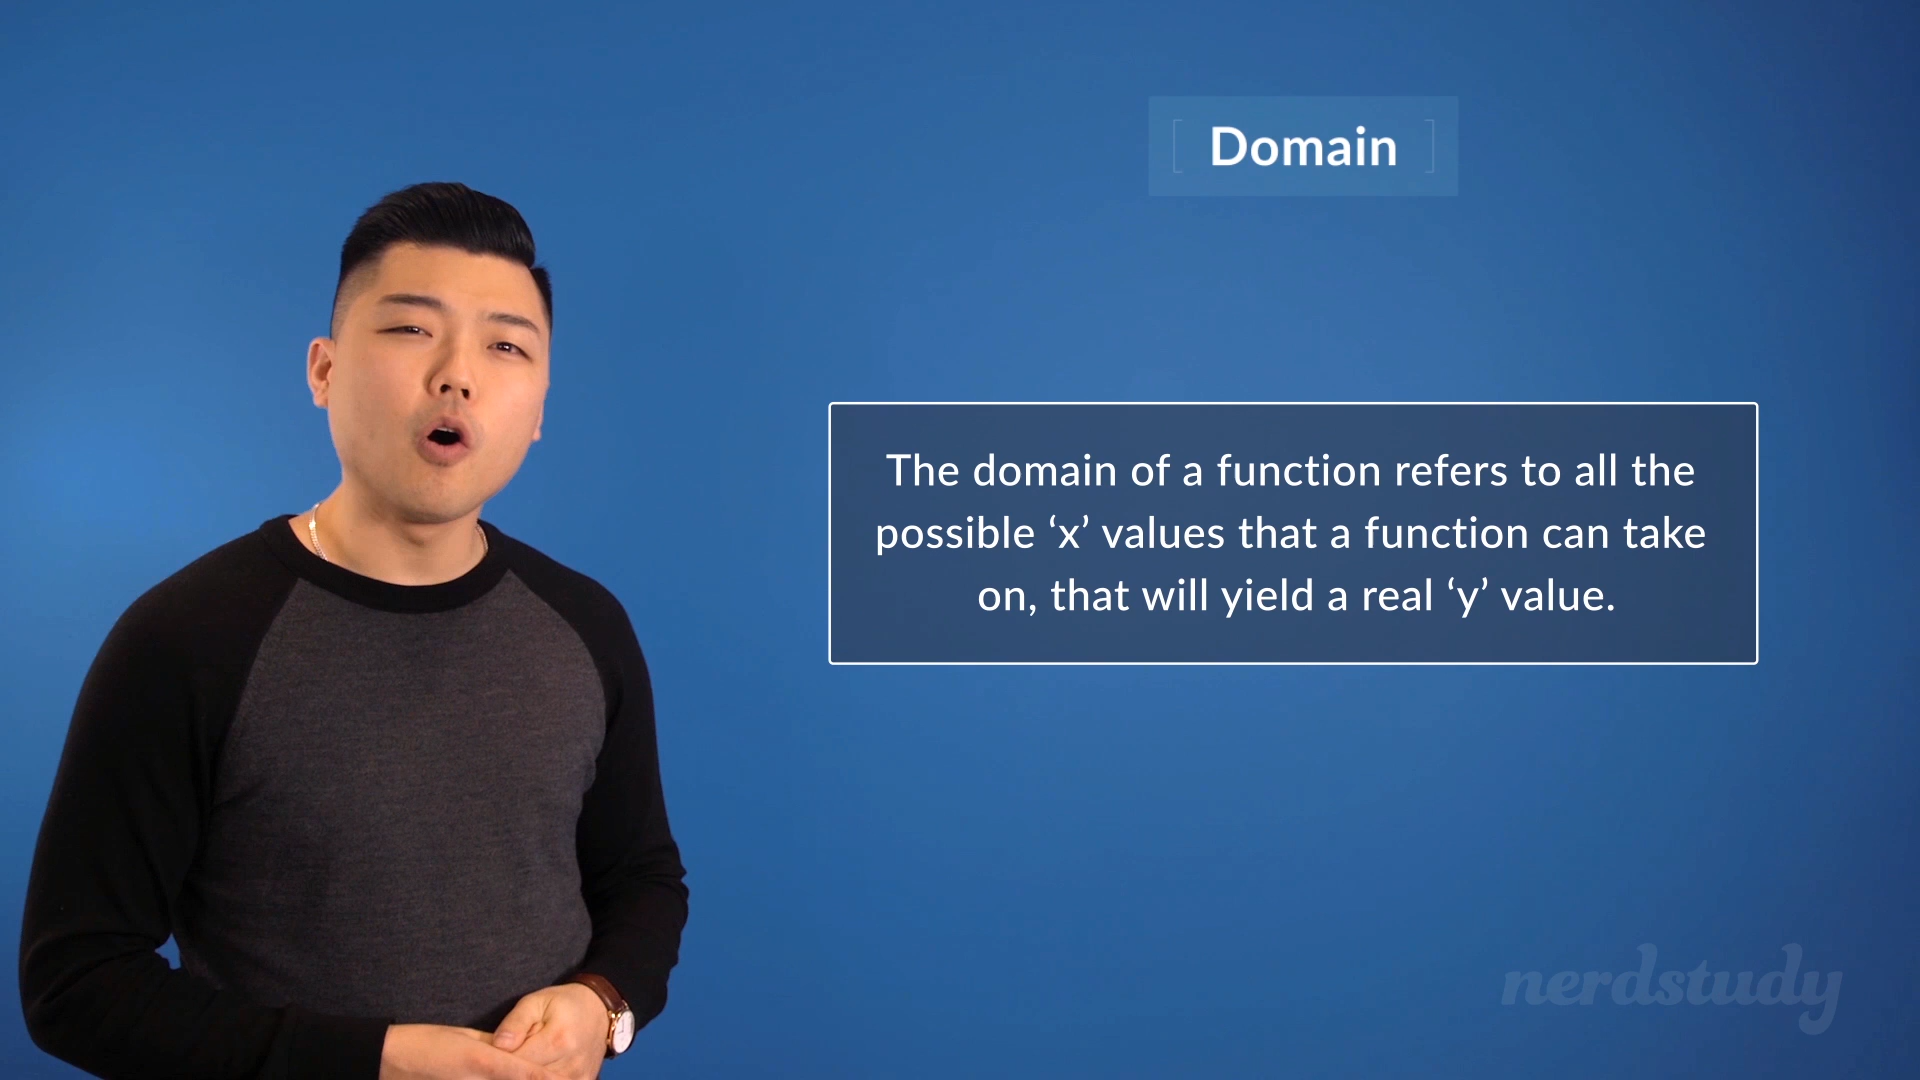 Domain
The domain of a function refers to all the
possible ‘x’ values that a function can take
on, that will yield a real ‘y’ value.
nerdstudy